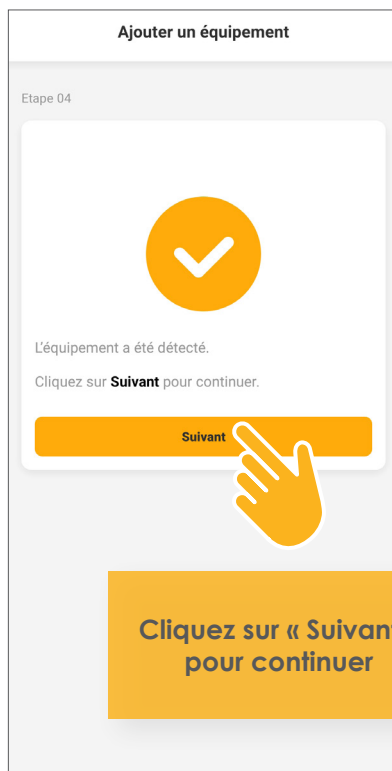 Ajouter un équipement
Etape 04
L'équipement a été détecté.
Cliquez sur Suivant pour continuer.
Suivant
Cliquez sur « Suivant
pour continuer